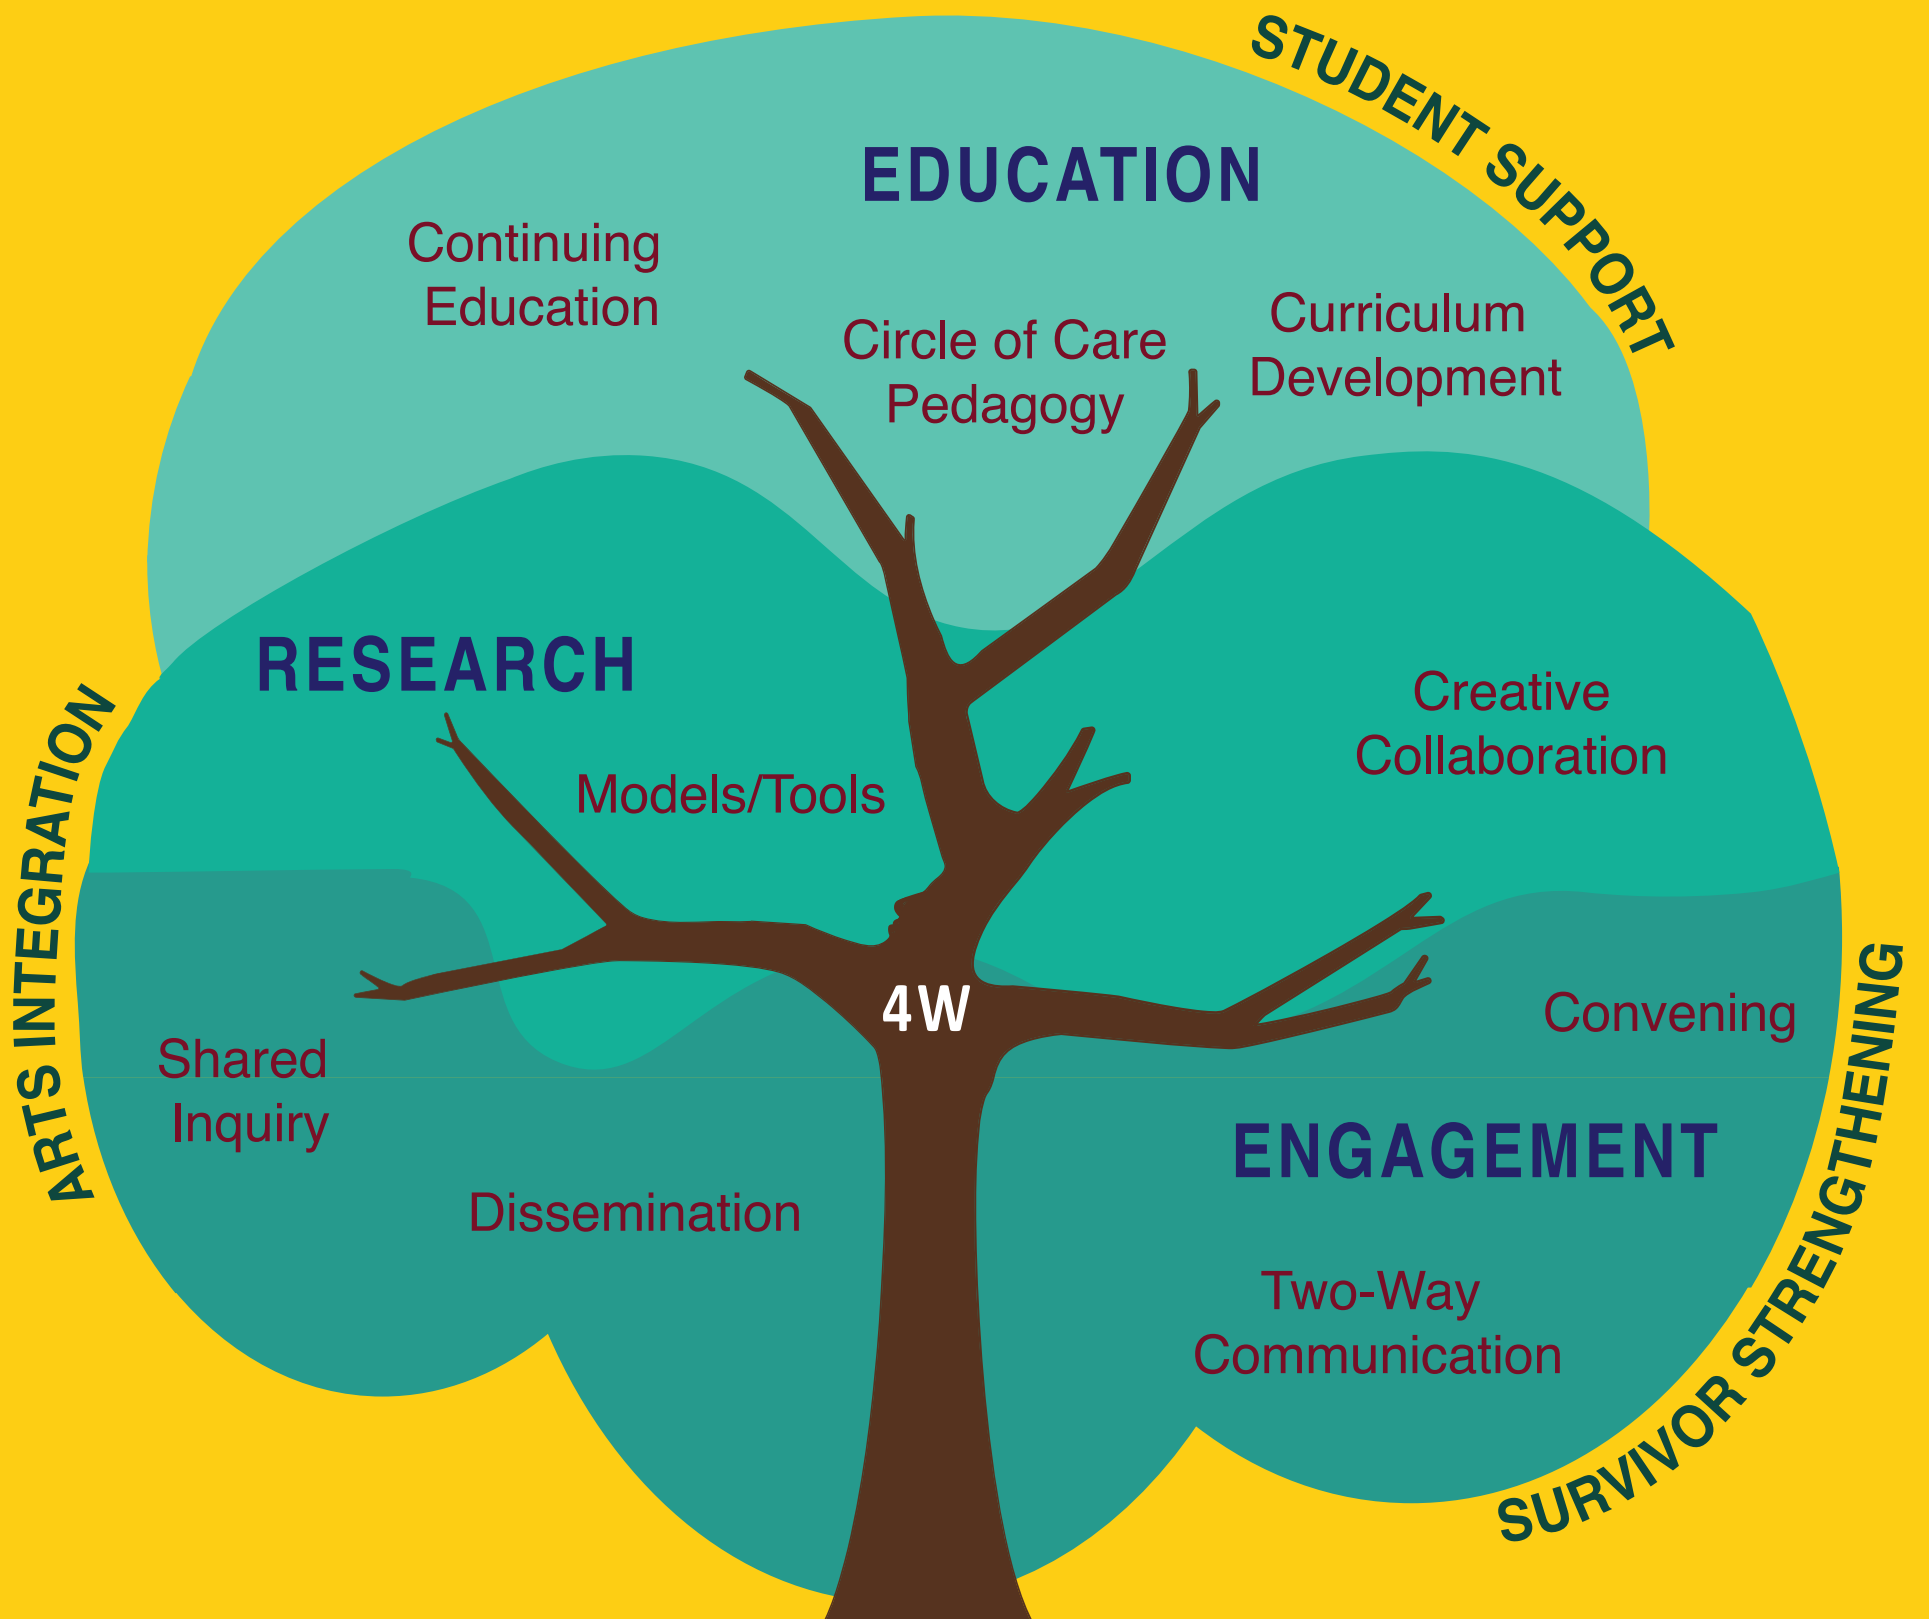 STUDENT SUPPORT
EDUCATION
Continuing
Education
Circle of Care
Pedagogy
Curriculum
Development
RESEARCH
Models/Tools
Creative
Collaboration
ARTS INTEGRATION
4W
Shared
Inquiry
Dissemination
Convening
ENGAGEMENT
Two-Way
Communication
SURVIVOR STRENGTHENING